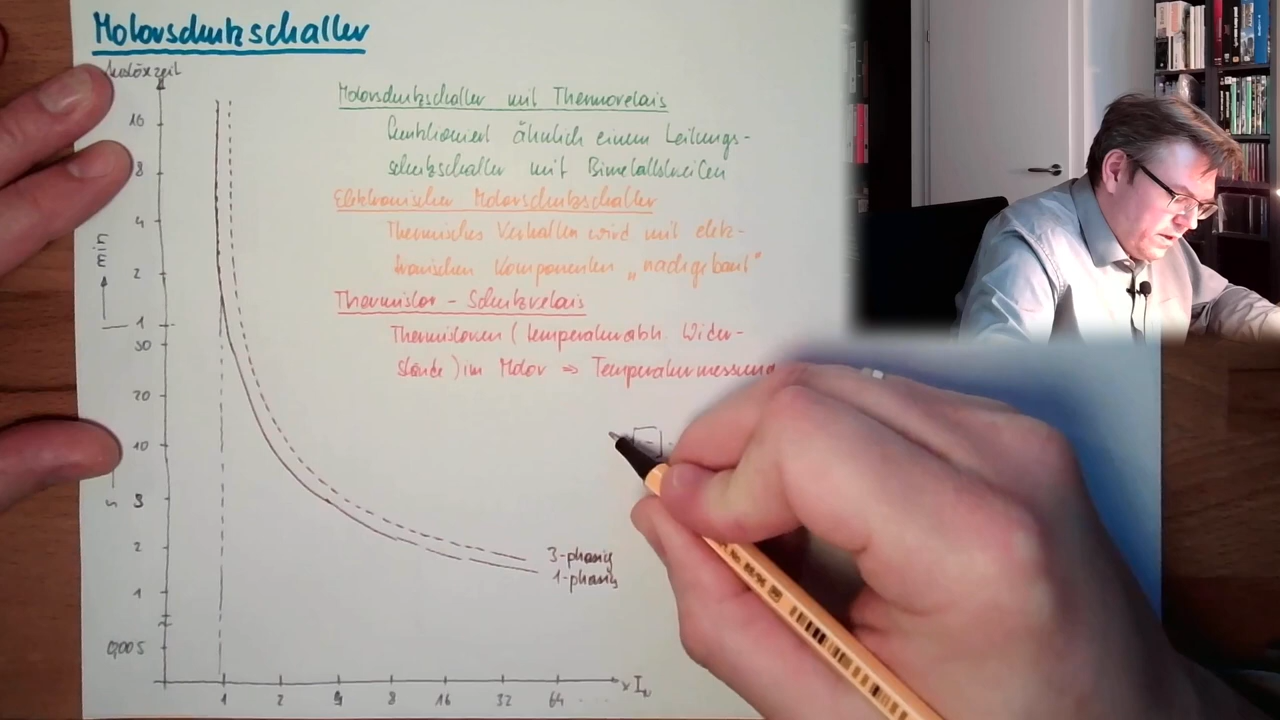 Motorschutzschalter
Auslösezeit
Motorschutzschalter mit Thermorelais
funktioniert ähnlich einem Leitungs-
schutzschalter mit Bimetallstreifen
Elektronischer Motorschutzschalter
Thermisches Verhalten wird mit elek-
tronischen Komponenten „nachgebaut"
Thermistor - Schutzrelais
Thermistoren (temperaturabh. Wider-
stände) im Motor => Temperaturmessung
16
8
4
2
1
min
30
20
10
5
2
1
0,005
s
3-phasig
1-phasig
1 2 4 8 16 32 64 ...
x IN